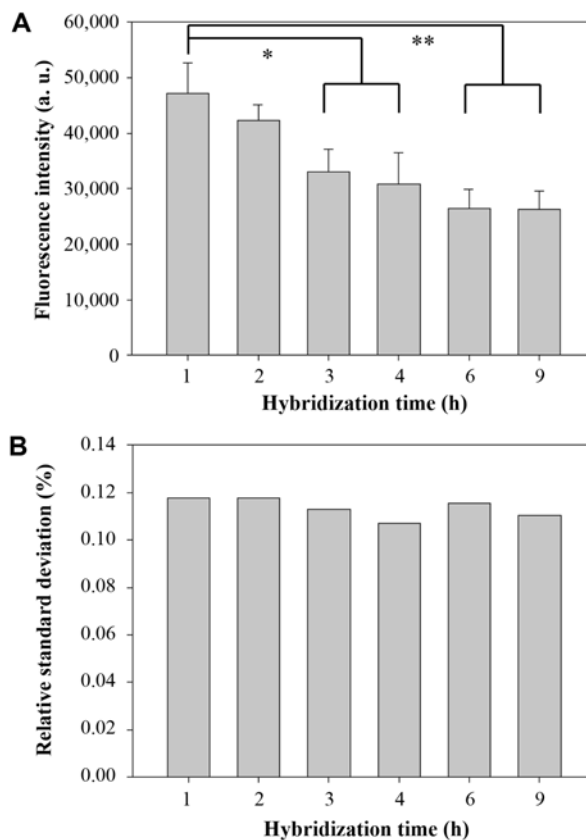 A
Fluorescence intensity (a. u.)
60,000
50,000
40,000
30,000
20,000
10,000
0
*
**
1 2 3 4 6 9
Hybridization time (h)
B
Relative standard deviation (%)
0.14
0.12
0.10
0.08
0.06
0.04
0.02
0.00
1 2 3 4 6 9
Hybridization time (h)